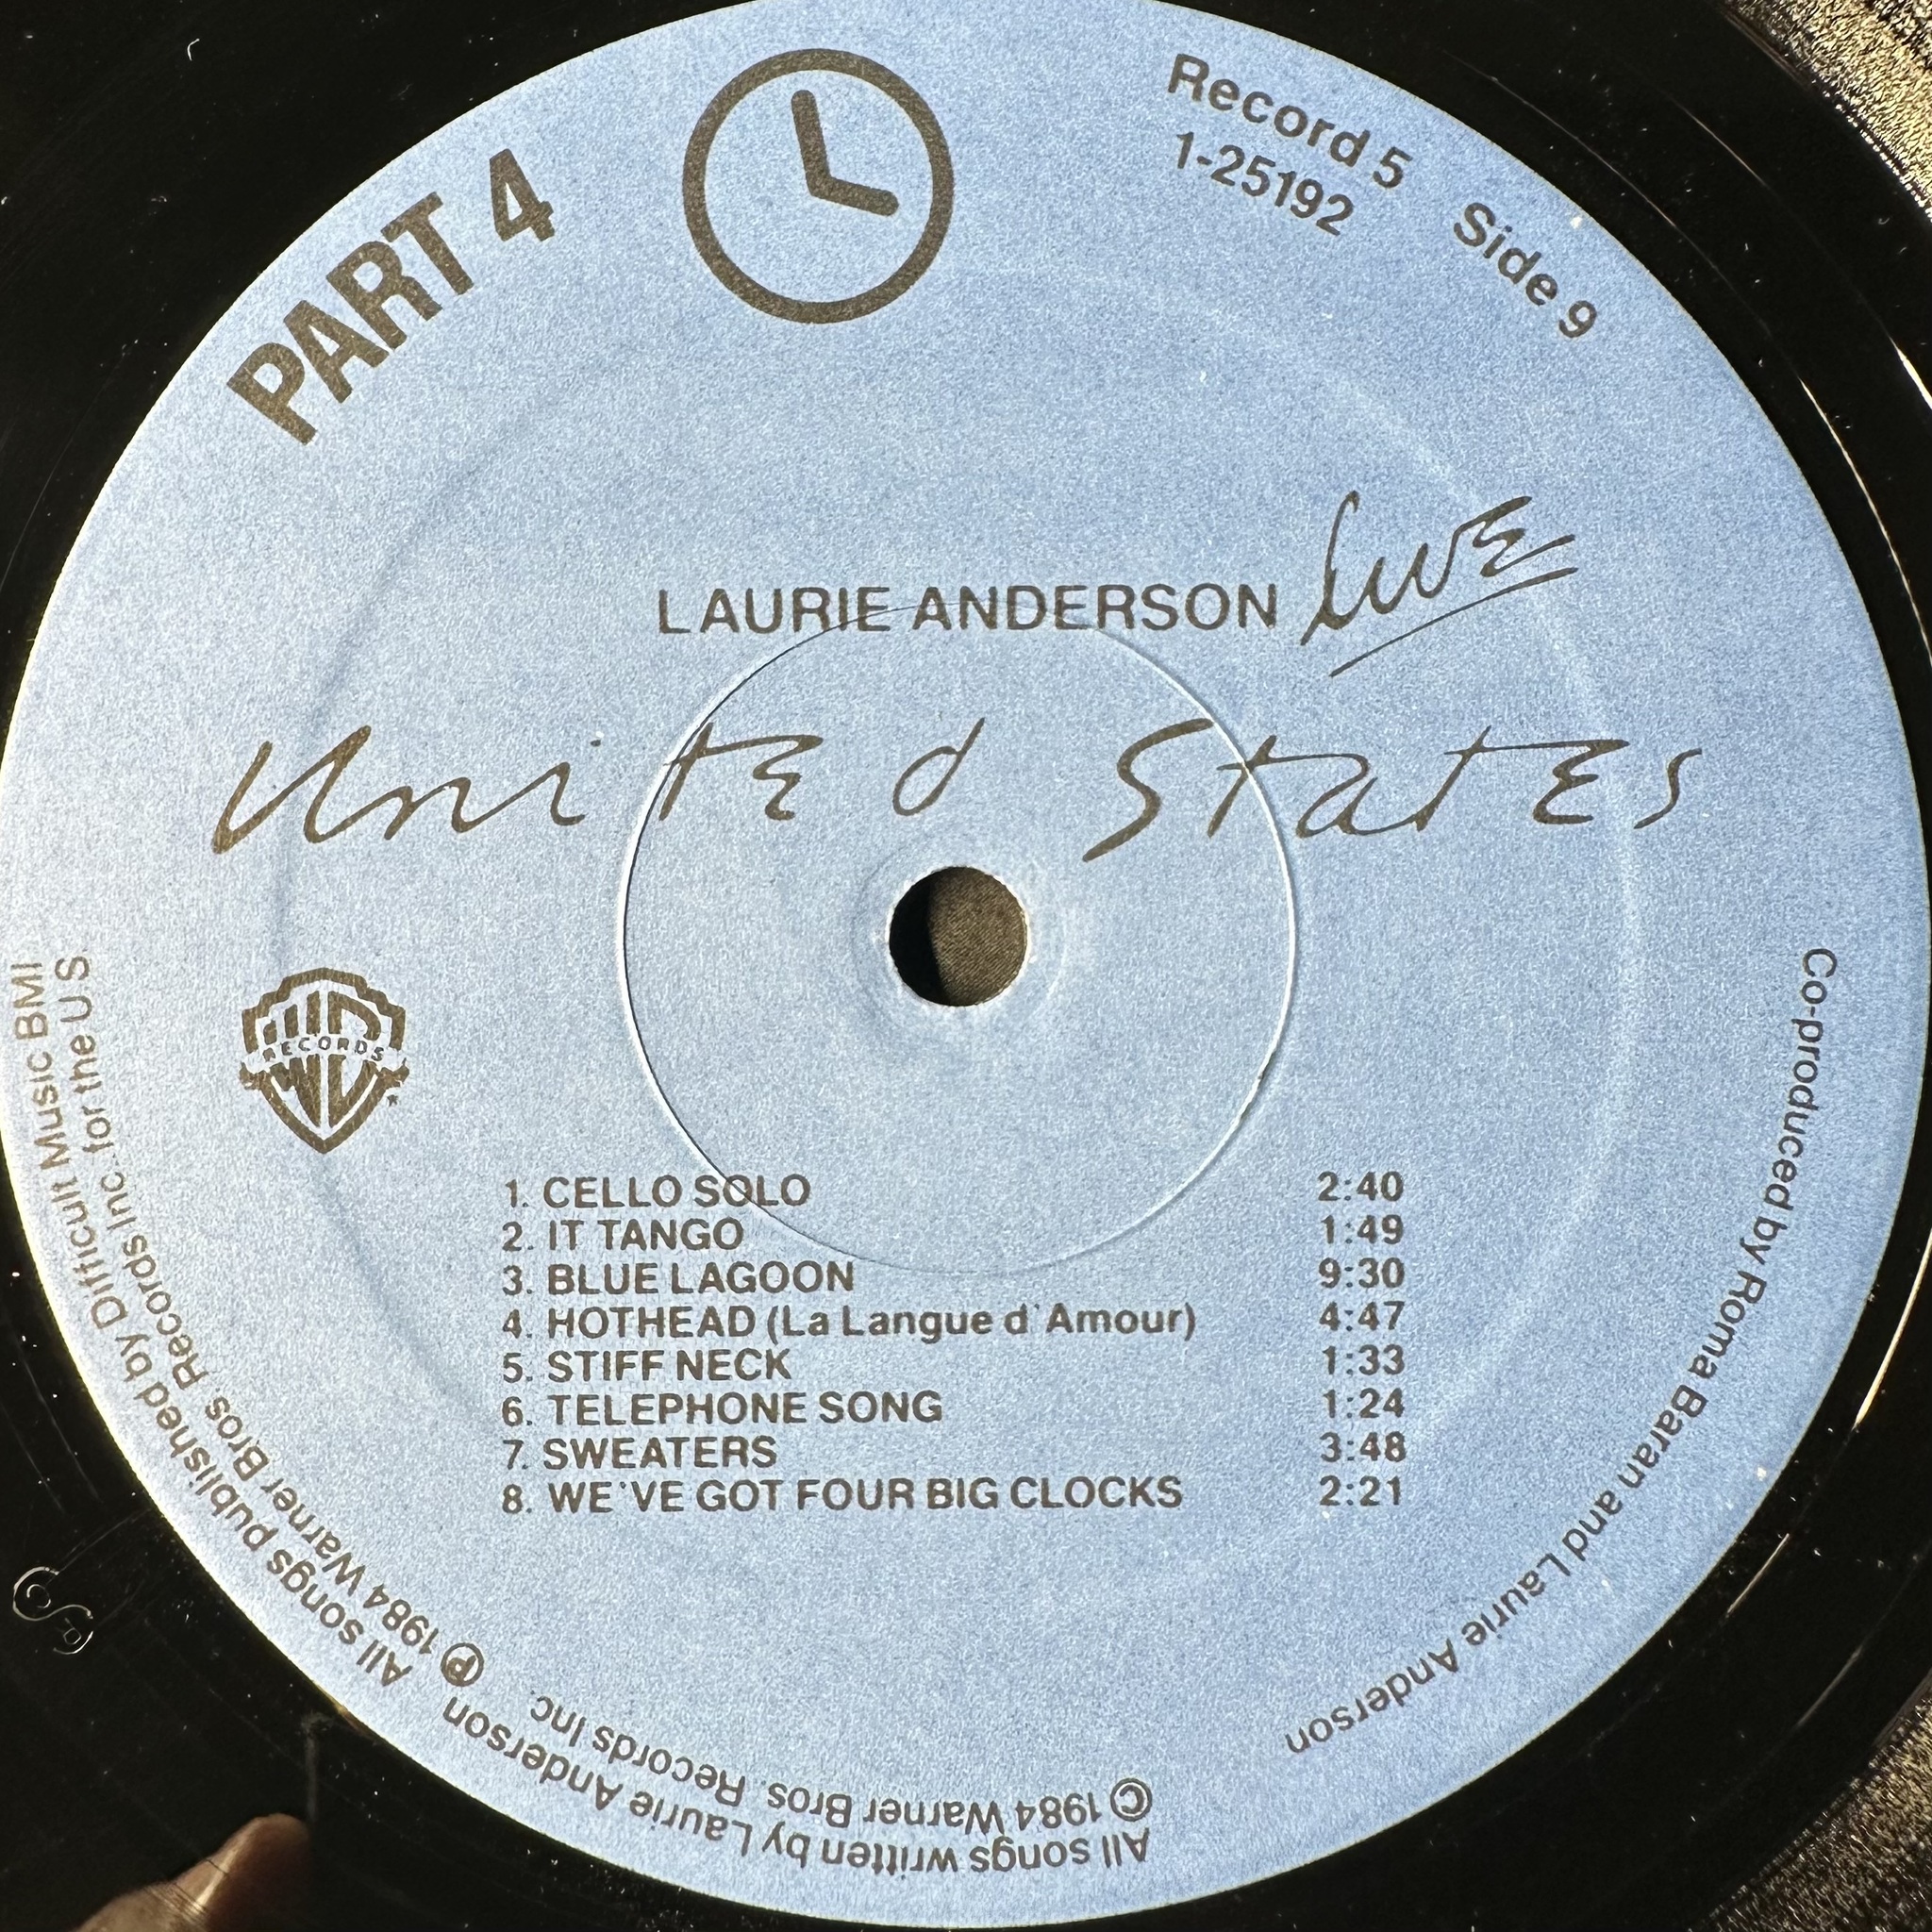 PART 4
Record 5 Side 9
1-25192
LAURIE ANDERSON Live
United States
WB
RECORDS
1. CELLO SOLO 2:40
2. IT TANGO 1:49
3. BLUE LAGOON 9:30
4. HOTHEAD (La Langue d'Amour) 4:47
5. STIFF NECK 1:33
6. TELEPHONE SONG 1:24
7. SWEATERS 3:48
8. WE'VE GOT FOUR BIG CLOCKS 2:21
Co-produced by Roma Baran and Laurie Anderson
All songs written by Laurie Anderson
© 1984 Warner Bros. Records Inc.
All songs published by Difficult Music BMI
℗ 1984 Warner Bros. Records Inc. for the U.S.